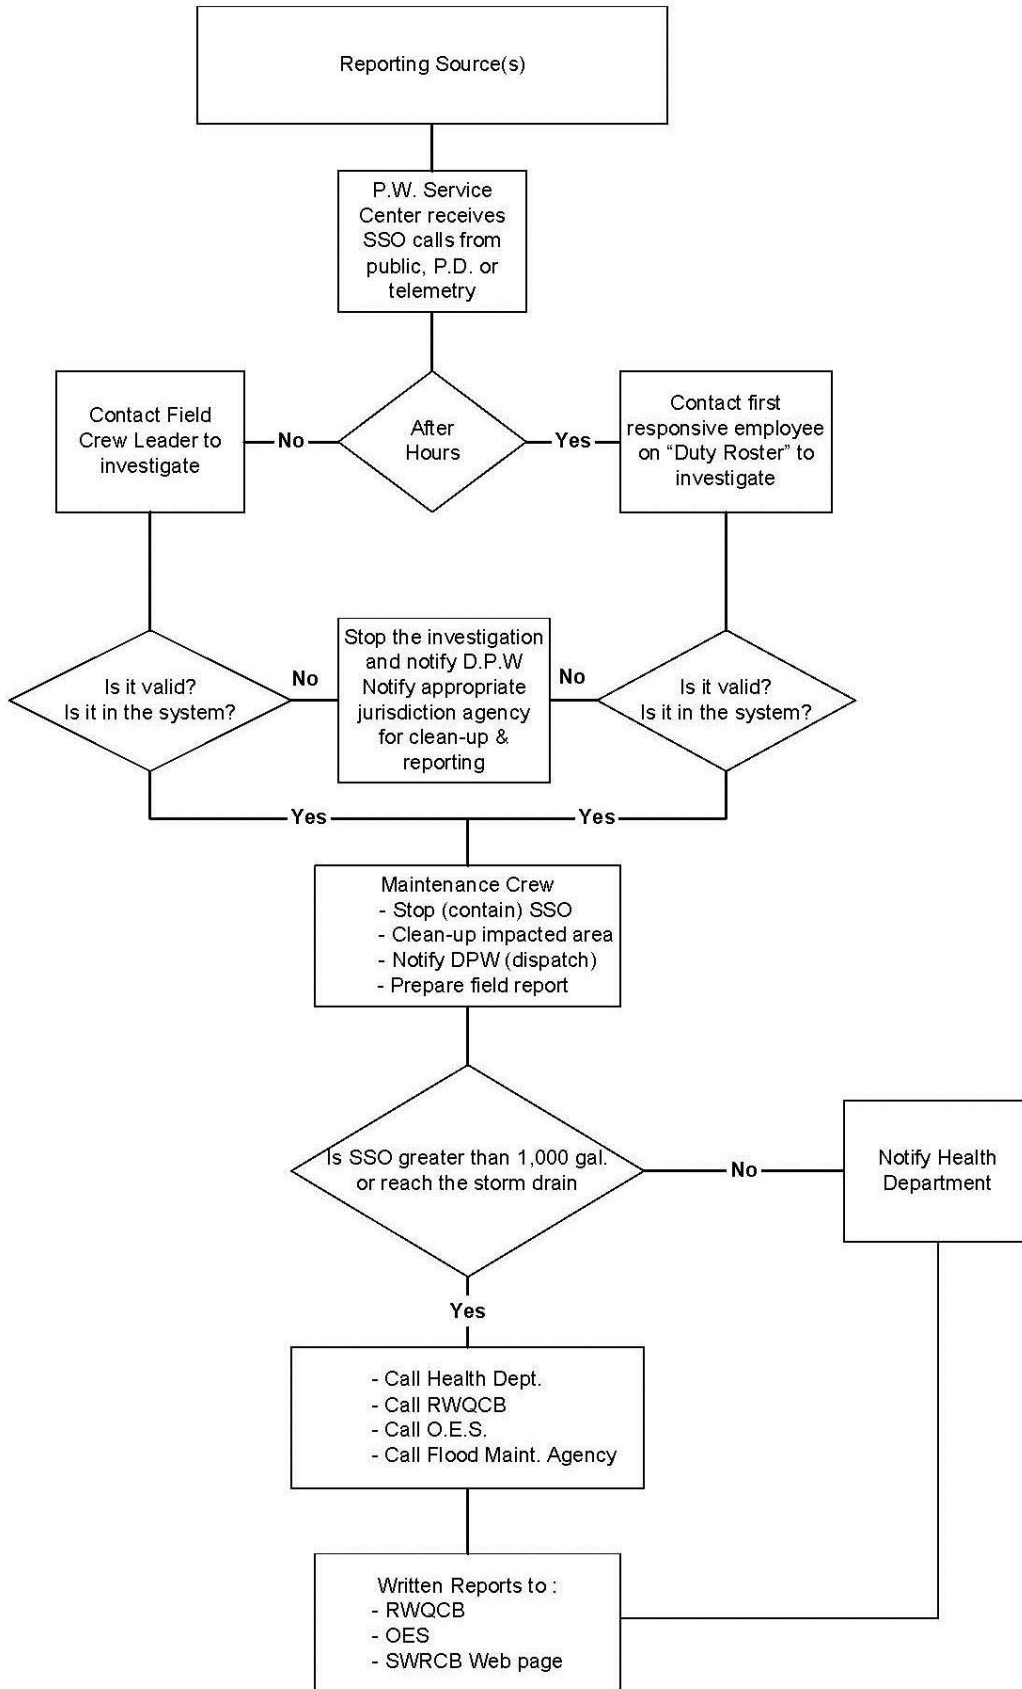 Reporting Source(s)
P.W. Service
Center receives
SSO calls from
public, P.D. or
telemetry
Contact Field
Crew Leader to
investigate
No
After
Hours
Yes
Contact first
responsive employee
on “Duty Roster” to
investigate
Is it valid?
Is it in the system?
No
Stop the investigation
and notify D.P.W
Notify appropriate
jurisdiction agency
for clean-up &
reporting
No
Is it valid?
Is it in the system?
Yes
Yes
Maintenance Crew
- Stop (contain) SSO
- Clean-up impacted area
- Notify DPW (dispatch)
- Prepare field report
Is SSO greater than 1,000 gal.
or reach the storm drain
No
Notify Health
Department
Yes
- Call Health Dept.
- Call RWQCB
- Call O.E.S.
- Call Flood Maint. Agency
Written Reports to :
- RWQCB
- OES
- SWRCB Web page